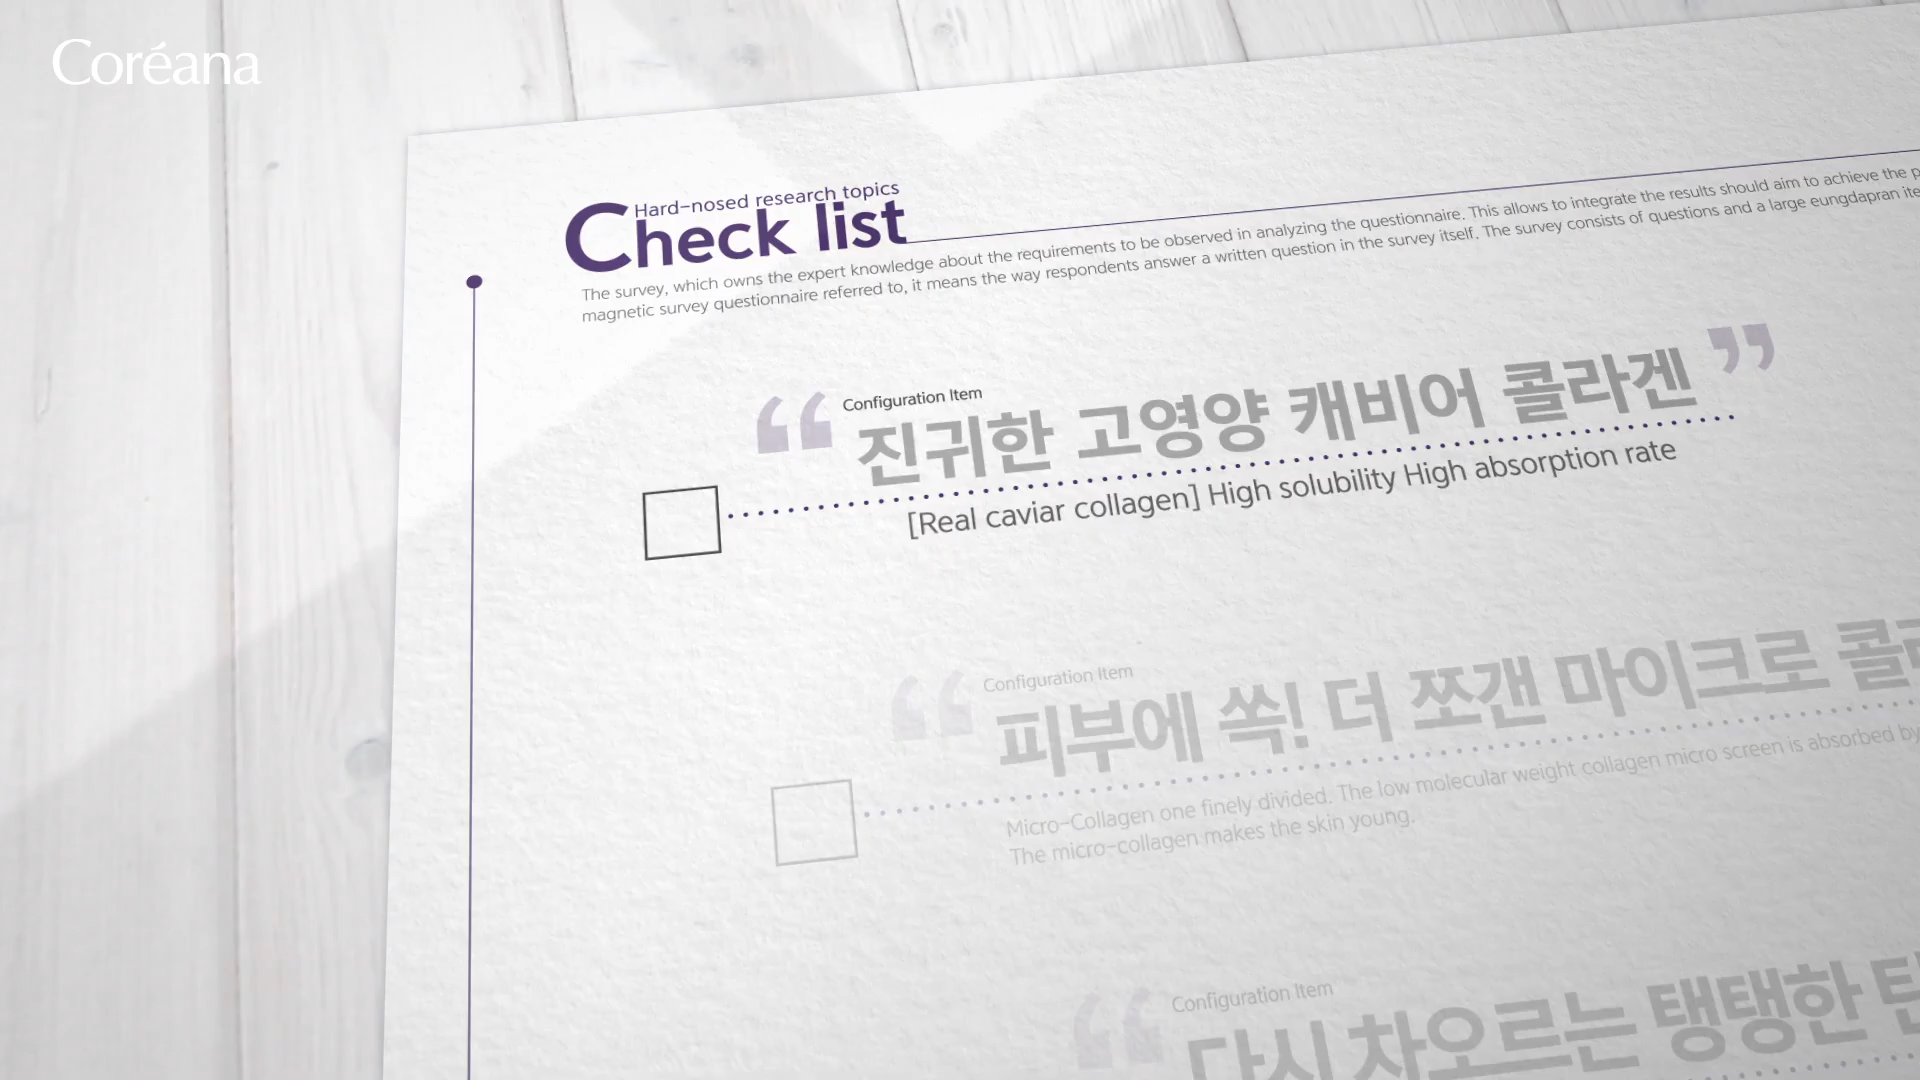 Coréana
Hard-nosed research topics
Check list
The survey, which owns the expert knowledge about the requirements to be observed in analyzing the questionnaire. This allows to integrate the results should aim to achieve the
magnetic survey questionnaire referred to, it means the way respondents answer a written question in the survey itself. The survey consists of questions and a large eungdapran
Configuration Item
“진귀한 고영양 캐비어 콜라겐”
[Real caviar collagen] High solubility High absorption rate
Configuration Item
“피부에 쏙! 더 쪼갠 마이크로
Micro-Collagen one finely divided. The low molecular weight collagen micro screen is absorbed by
The micro-collagen makes the skin young.
Configuration Item
“다시 차오르는 탱탱한